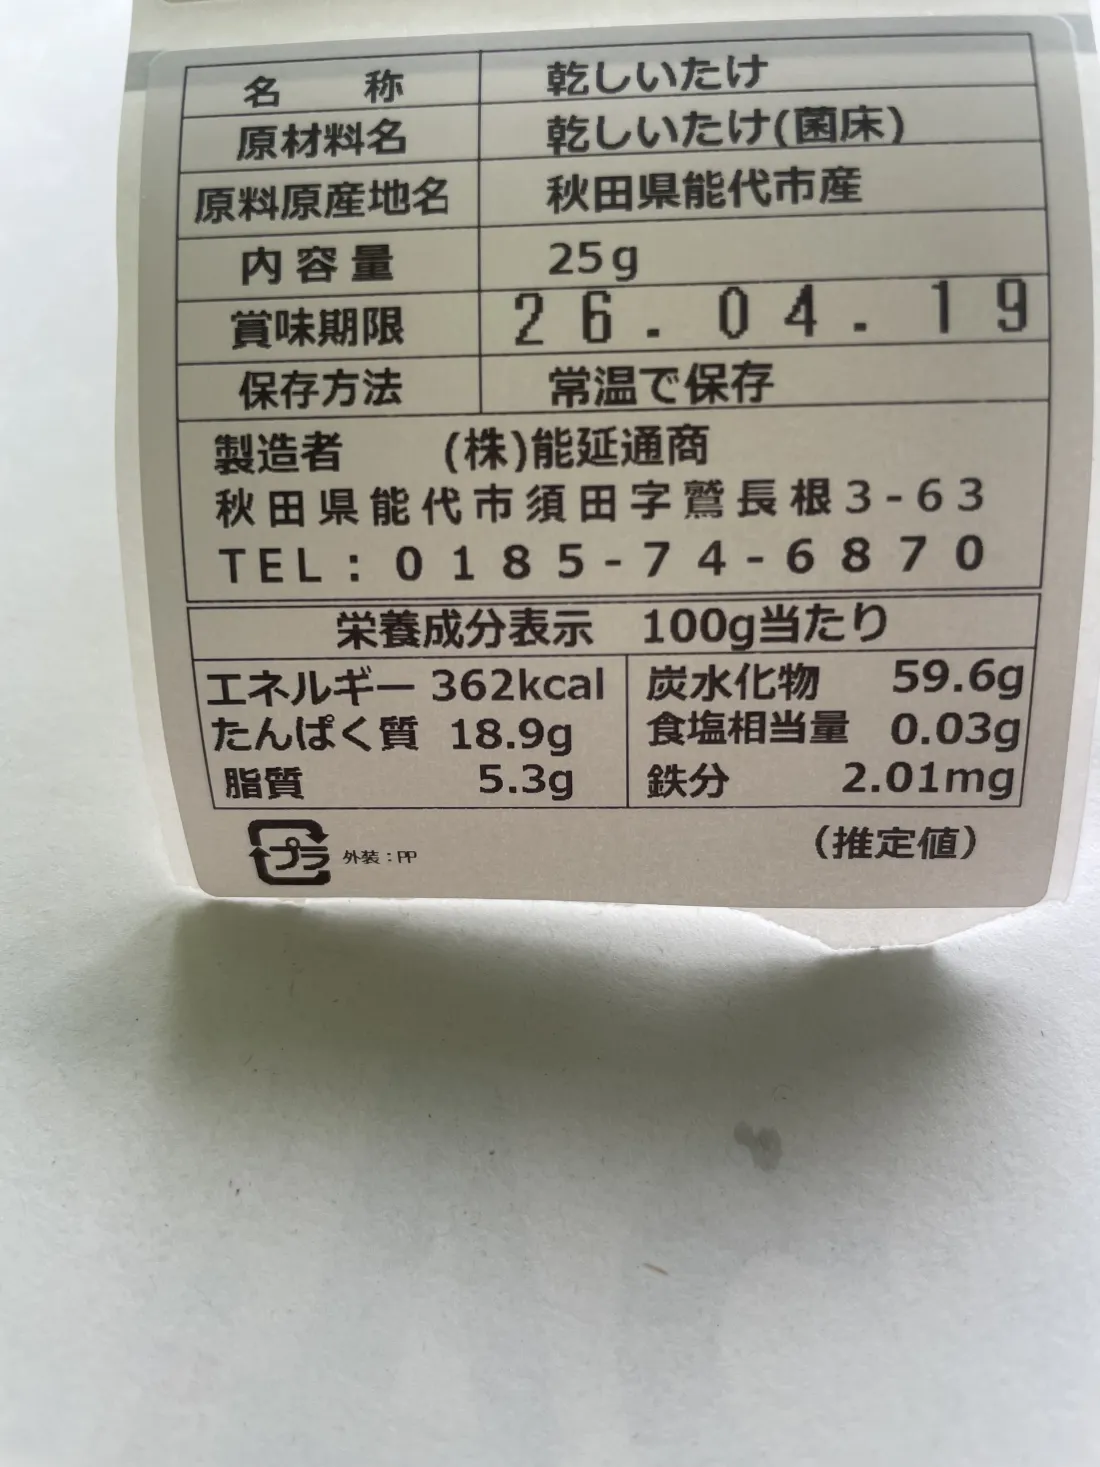 名 称 乾しいたけ
原材料名 乾しいたけ(菌床)
原料原産地名 秋田県能代市産
内容量 25g
賞味期限 26.04.19
保存方法 常温で保存
製造者 (株)能延通商
秋田県能代市須田字鷲長根3-63
TEL:0185-74-6870
栄養成分表示 100g当たり
エネルギー 362kcal 炭水化物 59.6g
たんぱく質 18.9g 食塩相当量 0.03g
脂質 5.3g 鉄分 2.01mg
プラ 外装:PP (推定値)